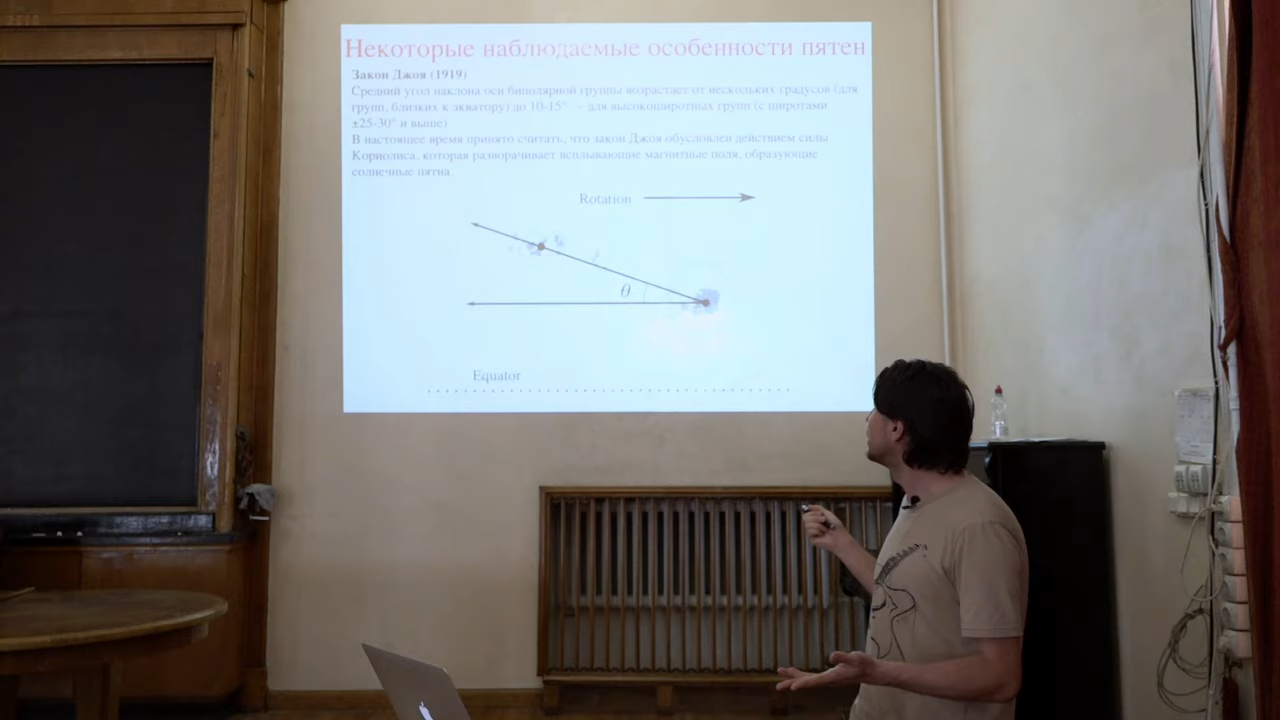 Некоторые наблюдаемые особенности пятен
Закон Джоя (1919)
Средний угол наклона оси биполярной группы возрастает от нескольких градусов (для
групп, близких к экватору) до 10-15° – для высокоширотных групп (с широтами
±25-30° и выше)
В настоящее время принято считать, что закон Джоя обусловлен действием силы
Кориолиса, которая разворачивает всплывающие магнитные поля, образующие
солнечные пятна.
Rotation
θ
Equator